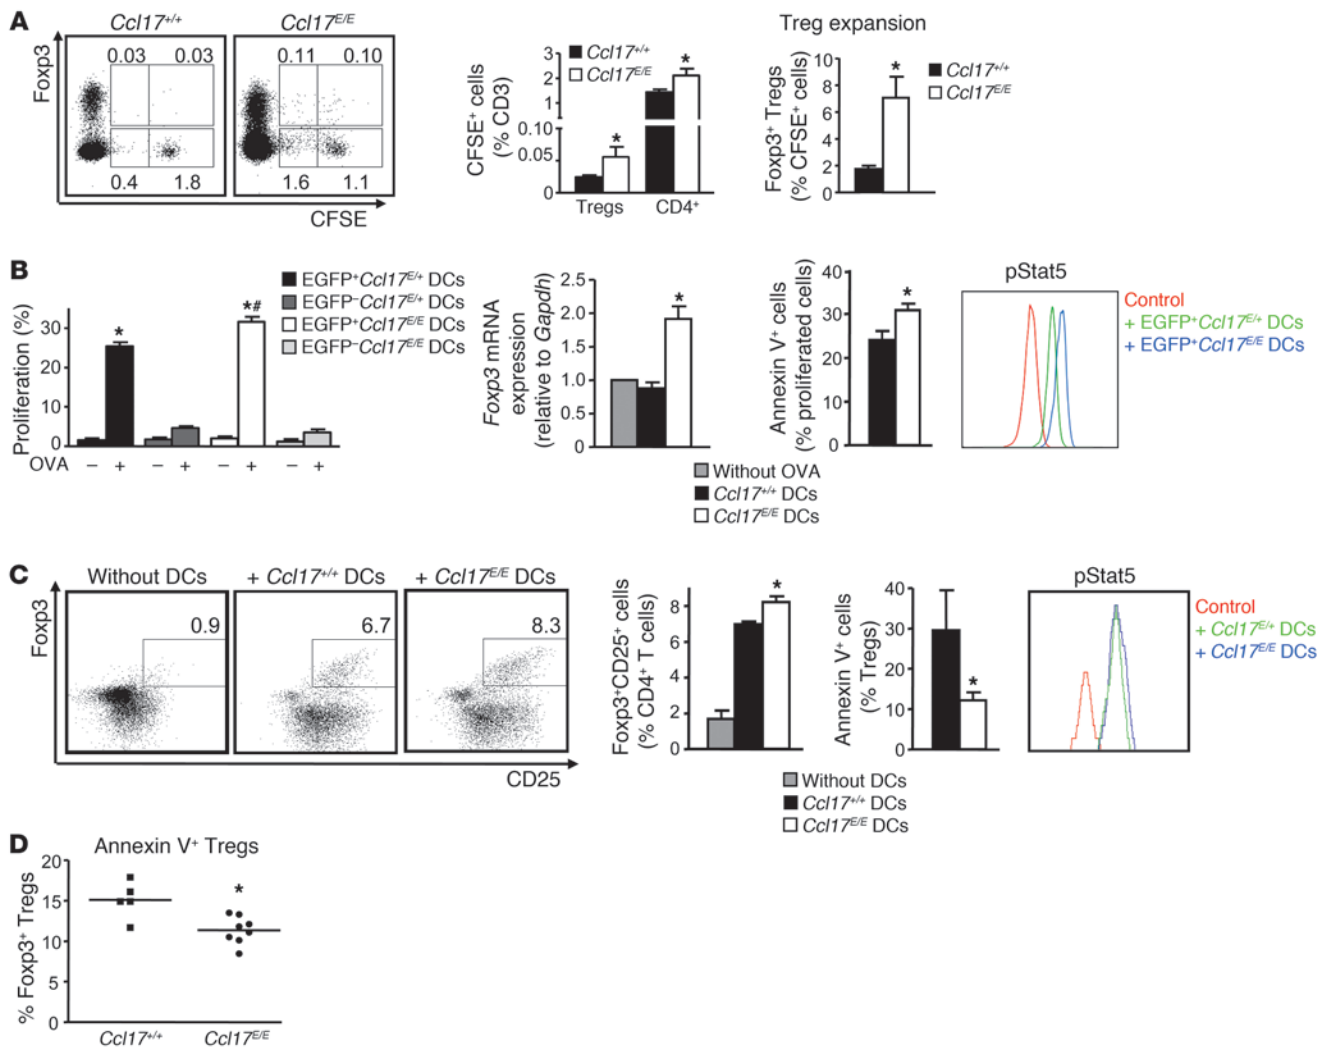 A
Ccl17+/+
Ccl17E/E
Foxp3
0.03
0.03
0.4
1.8
0.11
0.10
1.6
1.1
CFSE
CFSE+ cells
(% CD3)
3
2
1
0.10
0.05
0
Ccl17+/+
Ccl17E/E
*
*
Tregs
CD4+
Treg expansion
Foxp3+ Tregs
(% CFSE+ cells)
10
8
6
4
2
0
*
Ccl17+/+
Ccl17E/E
B
Proliferation (%)
30
20
10
0
*
*#
OVA
– + – + – + – +
EGFP+Ccl17E/+ DCs
EGFP–Ccl17E/+ DCs
EGFP+Ccl17E/E DCs
EGFP–Ccl17E/E DCs
Foxp3 mRNA
expression
(relative to Gapdh)
2.5
2.0
1.5
1.0
0.5
0
*
Annexin V+ cells
(% proliferated cells)
40
30
20
10
0
*
Without OVA
Ccl17+/+ DCs
Ccl17E/E DCs
pStat5
Control
+ EGFP+Ccl17E/+ DCs
+ EGFP+Ccl17E/E DCs
C
Without DCs
+ Ccl17+/+ DCs
+ Ccl17E/E DCs
Foxp3
0.9
6.7
8.3
CD25
Foxp3+CD25+ cells
(% CD4+ T cells)
8
6
4
2
0
*
Annexin V+ cells
(% Tregs)
40
30
20
10
0
*
Without DCs
Ccl17+/+ DCs
Ccl17E/E DCs
pStat5
Control
+ Ccl17E/+ DCs
+ Ccl17E/E DCs
D
Annexin V+ Tregs
% Foxp3+ Tregs
20
15
10
5
0
*
Ccl17+/+
Ccl17E/E